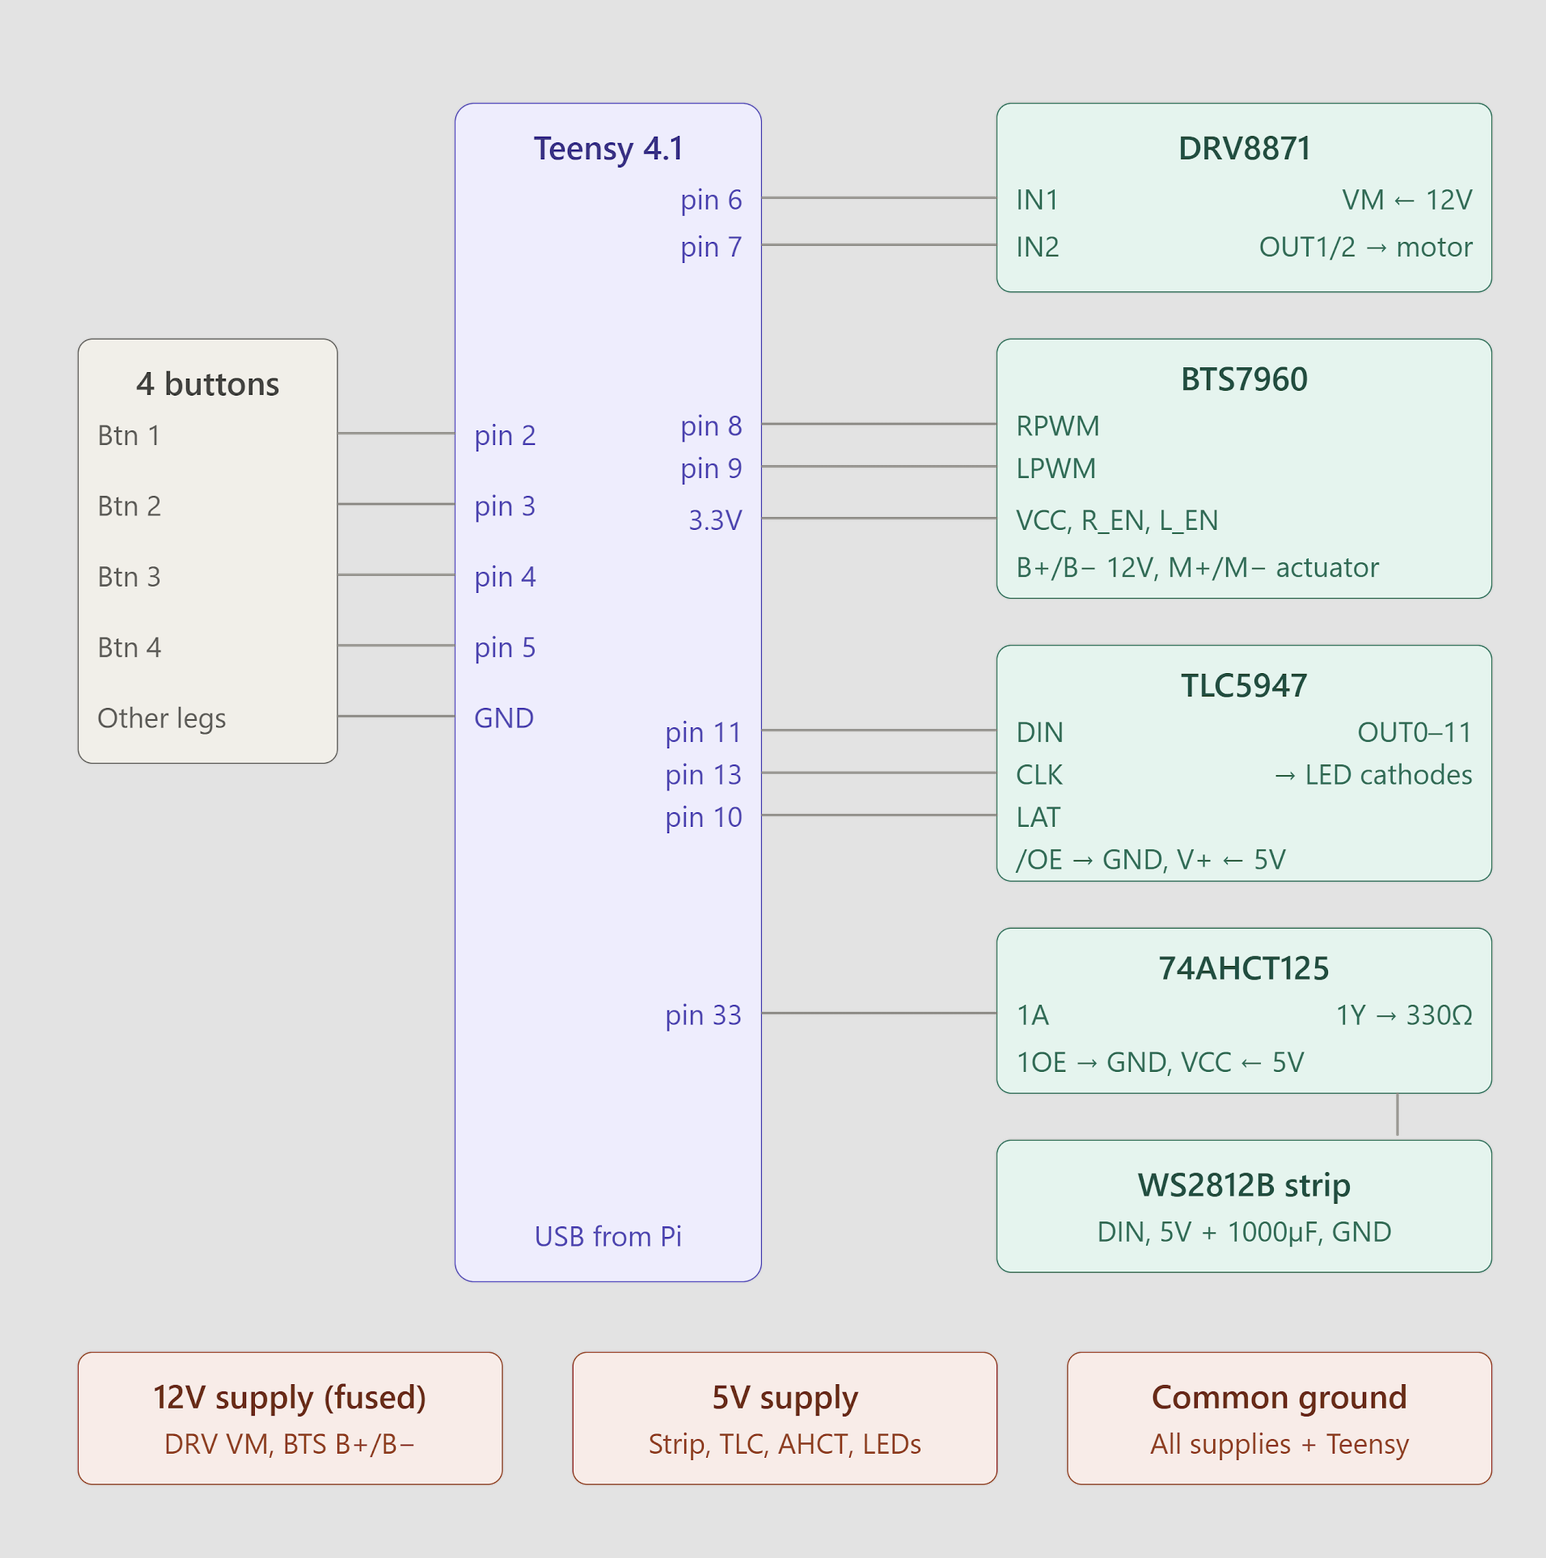 Teensy 4.1
pin 6
pin 7
pin 2
pin 3
pin 4
pin 5
GND
pin 8
pin 9
3.3V
pin 11
pin 13
pin 10
pin 33
USB from Pi
4 buttons
Btn 1
Btn 2
Btn 3
Btn 4
Other legs
DRV8871
IN1 VM ← 12V
IN2 OUT1/2 → motor
BTS7960
RPWM
LPWM
VCC, R_EN, L_EN
B+/B− 12V, M+/M− actuator
TLC5947
DIN OUT0–11
CLK → LED cathodes
LAT
/OE → GND, V+ ← 5V
74AHCT125
1A 1Y → 330Ω
1OE → GND, VCC ← 5V
WS2812B strip
DIN, 5V + 1000µF, GND
12V supply (fused)
DRV VM, BTS B+/B−
5V supply
Strip, TLC, AHCT, LEDs
Common ground
All supplies + Teensy